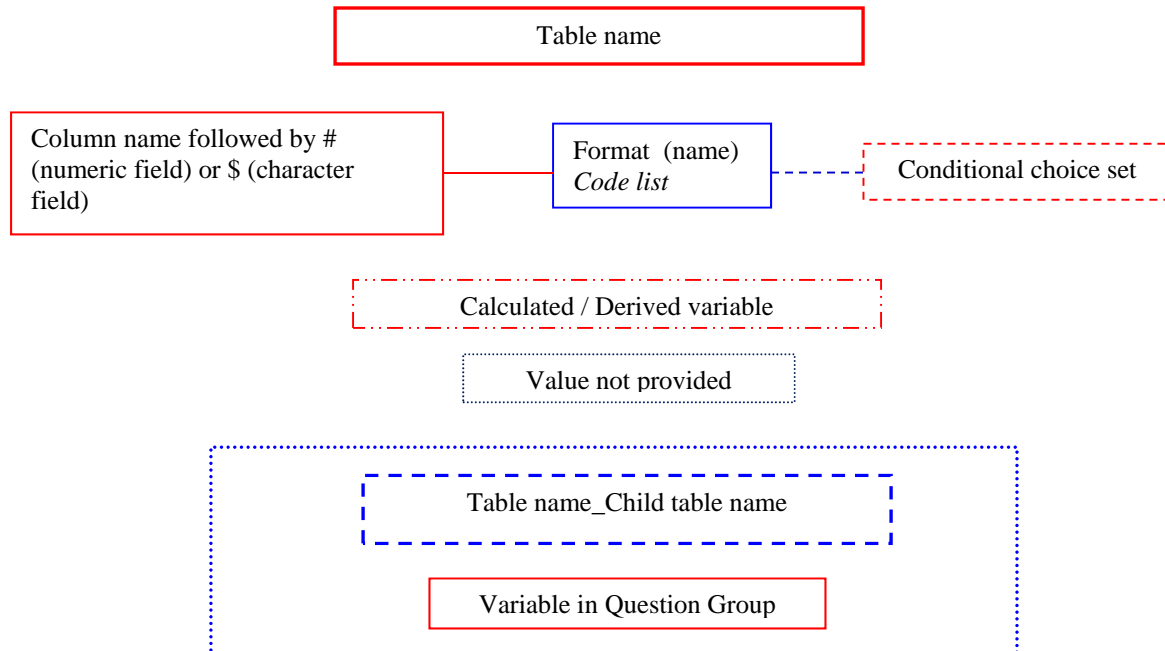 Table name
Column name followed by #
(numeric field) or $ (character
field)
Format (name)
Code list
Conditional choice set
Calculated / Derived variable
Value not provided
Table name_Child table name
Variable in Question Group